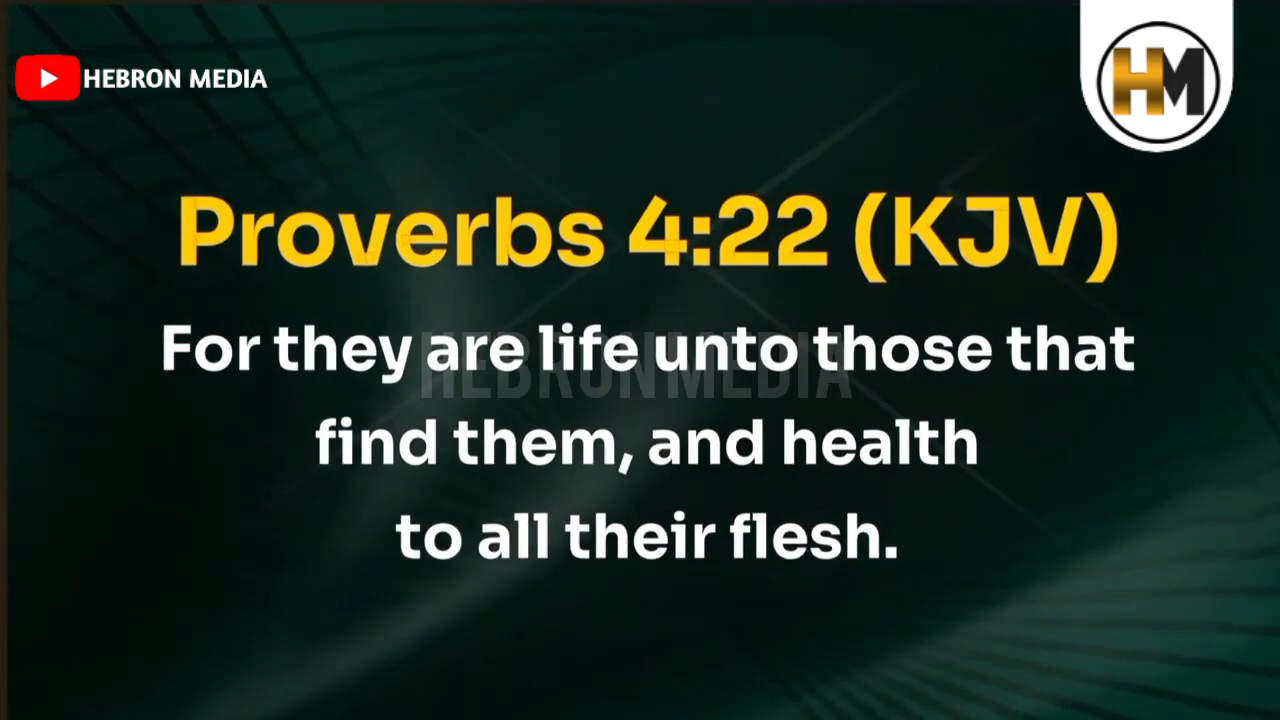 HEBRON MEDIA
HM
Proverbs 4:22 (KJV)
For they are life unto those that
HEBRON MEDIA
find them, and health
to all their flesh.